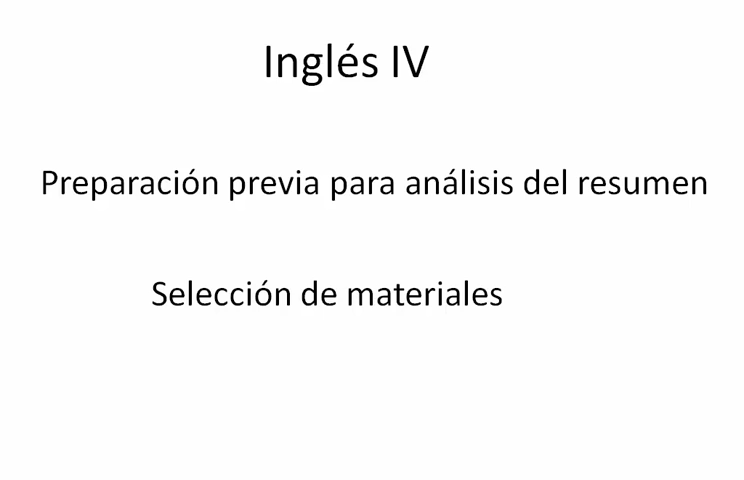 Inglés IV
Preparación previa para análisis del resumen
Selección de materiales